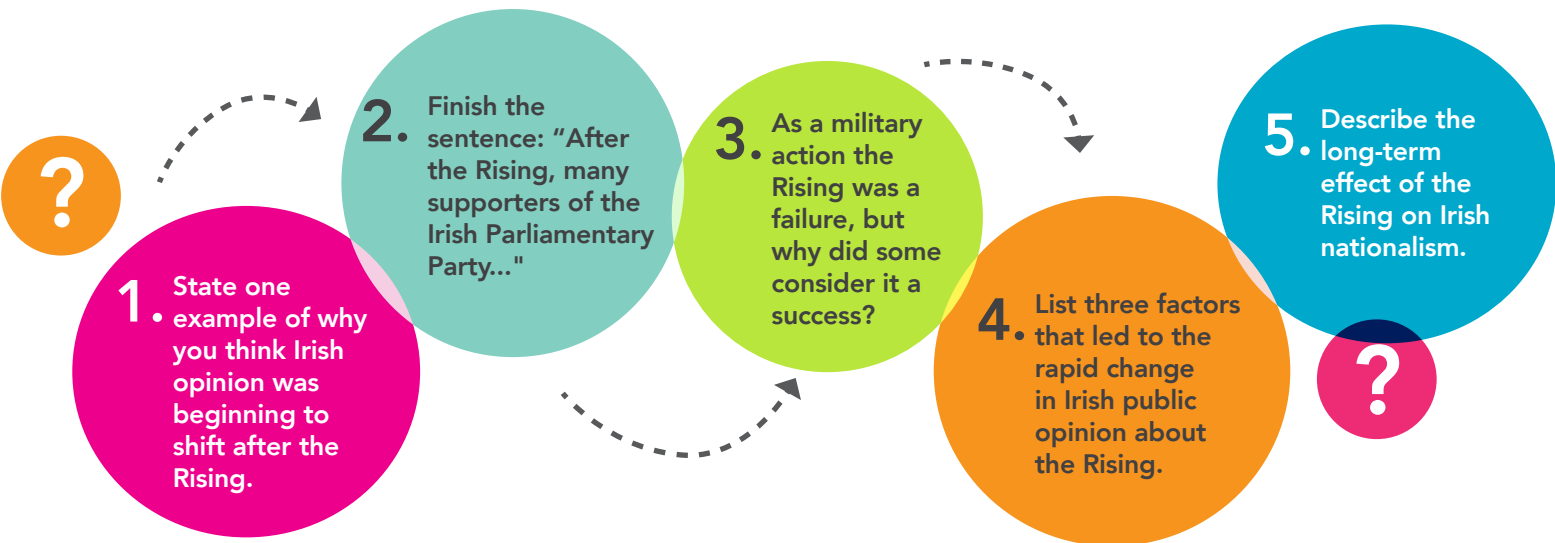 ?
1. State one
example of why
you think Irish
opinion was
beginning to
shift after the
Rising.
2. Finish the
sentence: “After
the Rising, many
supporters of the
Irish Parliamentary
Party..."
3. As a military
action the
Rising was a
failure, but
why did some
consider it a
success?
4. List three factors
that led to the
rapid change
in Irish public
opinion about
the Rising.
5. Describe the
long-term
effect of the
Rising on Irish
nationalism.
?